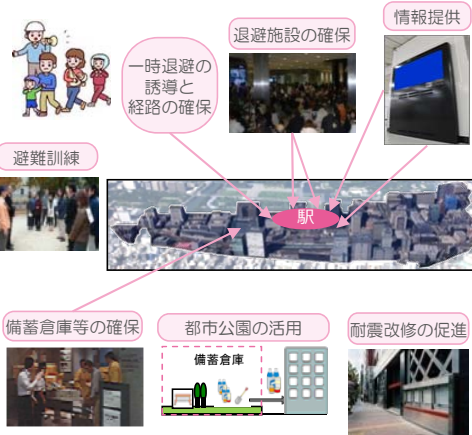 情報提供
退避施設の確保
一時退避の
誘導と
経路の確保
避難訓練
駅
備蓄倉庫等の確保
都市公園の活用
耐震改修の促進
備蓄倉庫